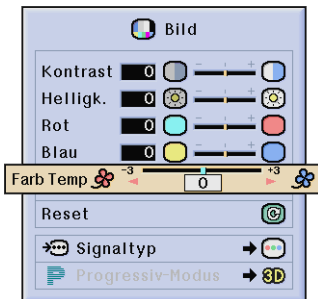 Bild
Kontrast 0 - +
Helligk. 0 - +
Rot 0 - +
Blau 0 - +
Farb Temp -3 0 +3
Reset
Signaltyp
P Progressiv-Modus 3D